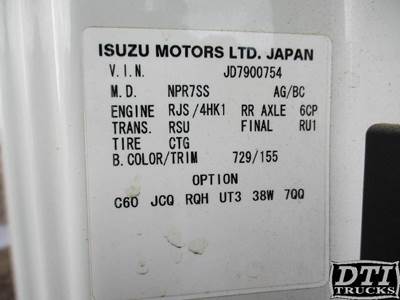 ISUZU MOTORS LTD. JAPAN
V.I.N. JD7900754
M.D. NPR7SS AG/BC
ENGINE RJS/4HK1 RR AXLE 6CP
TRANS. RSU FINAL RU1
TIRE CTG
B.COLOR/TRIM 729/155
OPTION
C60 JCQ RQH UT3 38W 7QQ
DTI
TRUCKS